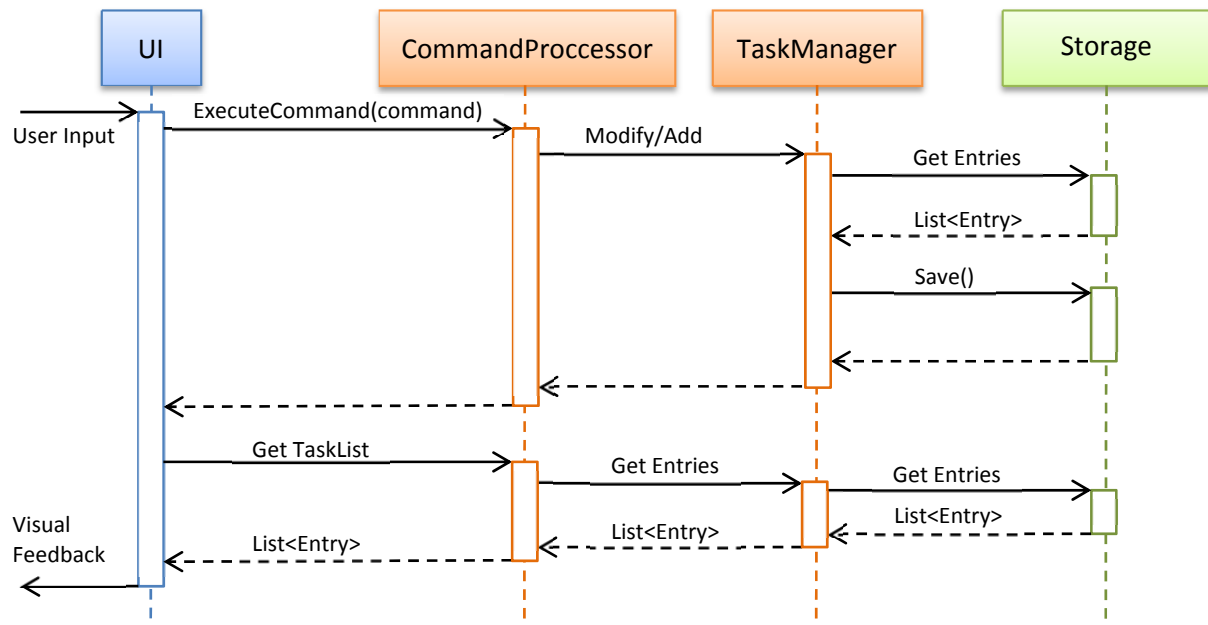 UI
CommandProccessor
TaskManager
Storage
User Input
ExecuteCommand(command)
Modify/Add
Get Entries
List<Entry>
Save()
Get TaskList
Get Entries
Get Entries
List<Entry>
List<Entry>
List<Entry>
Visual
Feedback